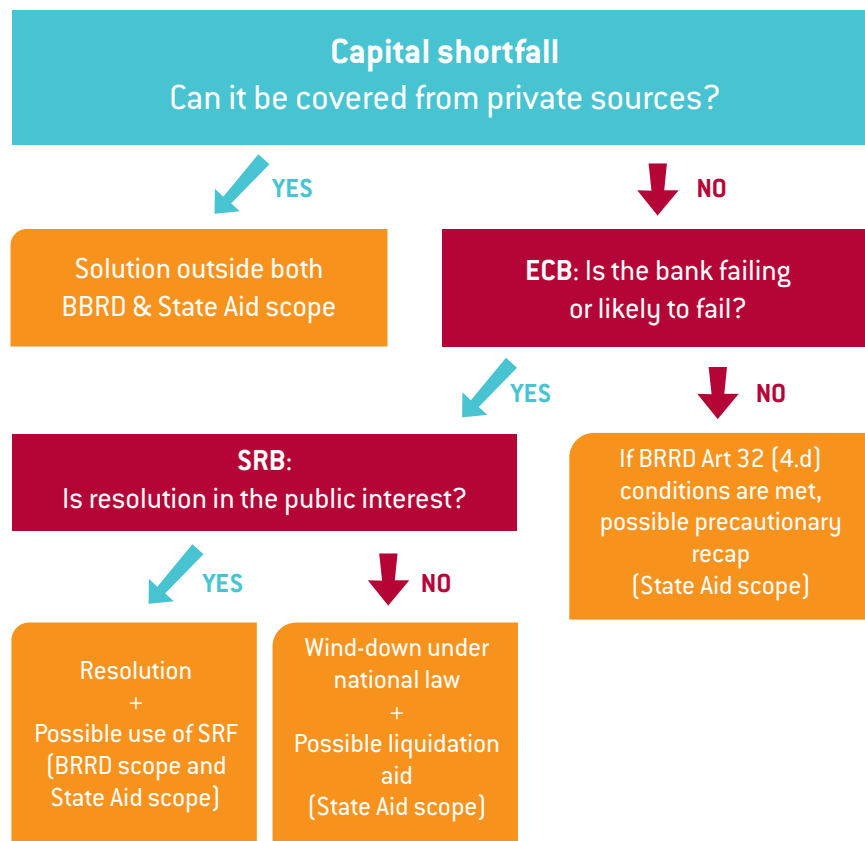 Capital shortfall
Can it be covered from private sources?
YES
NO
Solution outside both
BBRD & State Aid scope
ECB: Is the bank failing
or likely to fail?
YES
NO
SRB:
Is resolution in the public interest?
If BRRD Art 32 (4.d)
conditions are met,
possible precautionary
recap
(State Aid scope)
YES
NO
Resolution
+
Possible use of SRF
(BRRD scope and
State Aid scope)
Wind-down under
national law
+
Possible liquidation
aid
(State Aid scope)